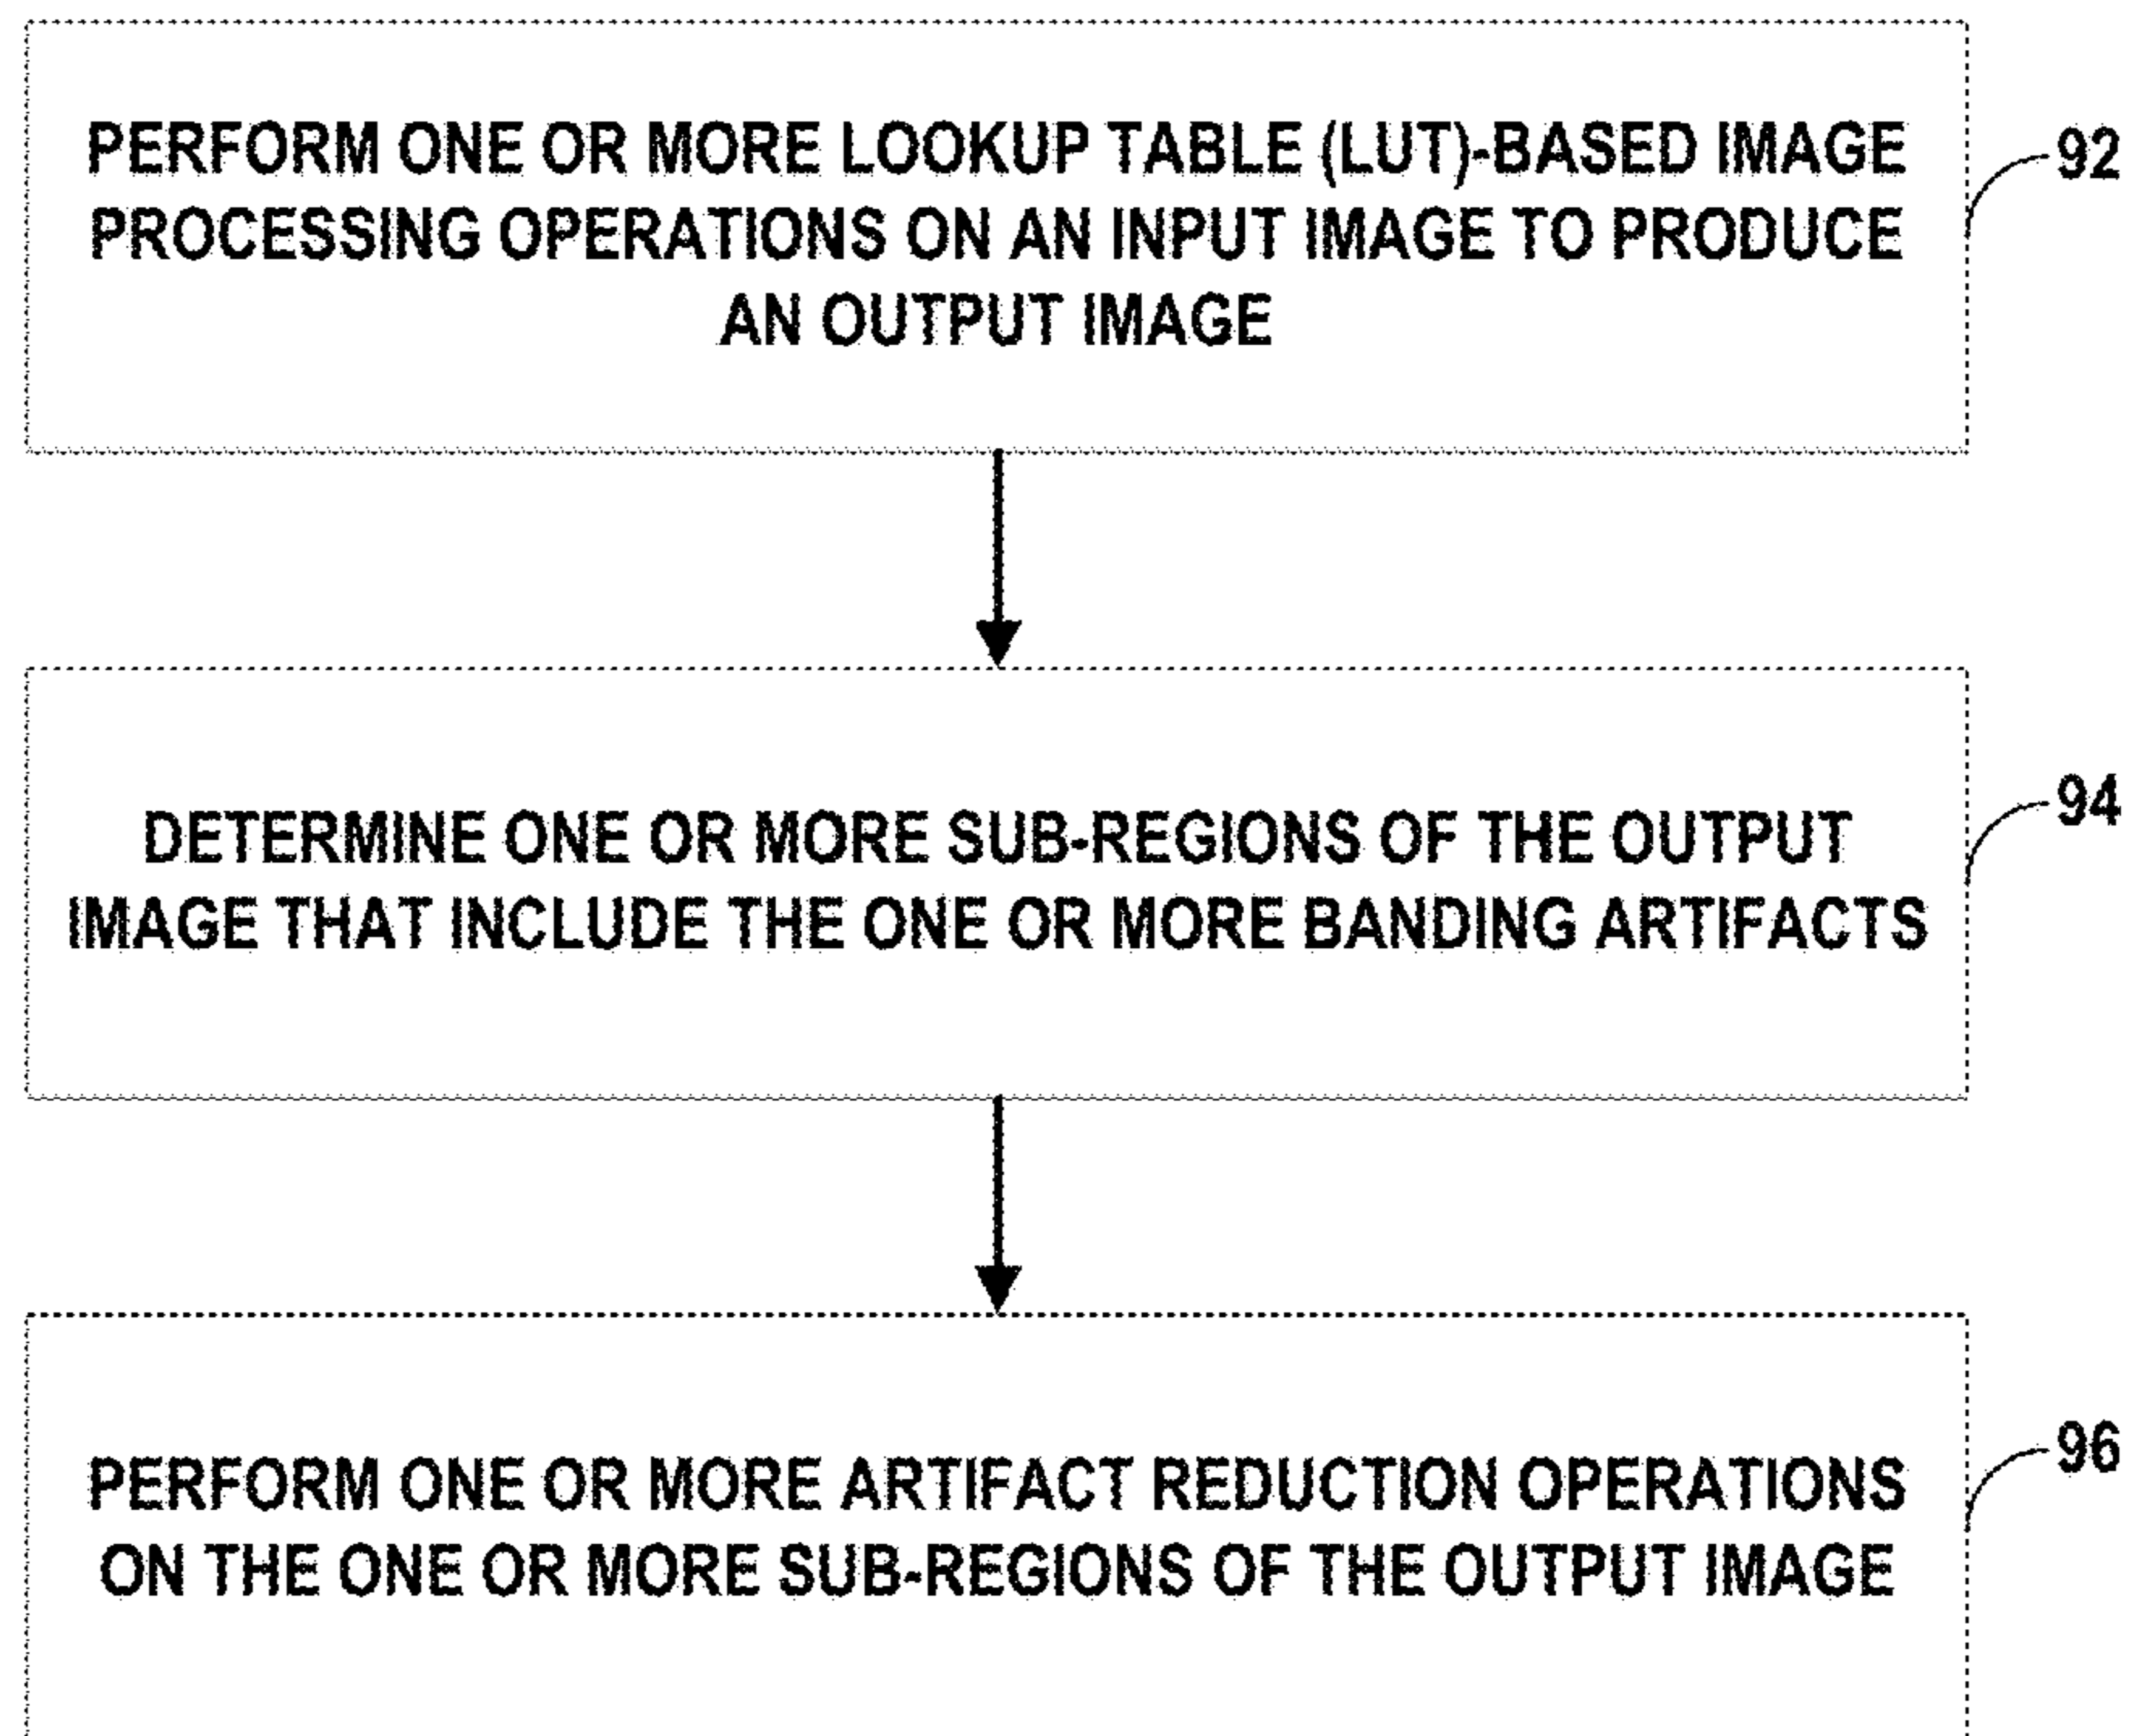 PERFORM ONE OR MORE LOOKUP TABLE (LUT)-BASED IMAGE
PROCESSING OPERATIONS ON AN INPUT IMAGE TO PRODUCE
AN OUTPUT IMAGE
92
DETERMINE ONE OR MORE SUB-REGIONS OF THE OUTPUT
IMAGE THAT INCLUDE THE ONE OR MORE BANDING ARTIFACTS
94
PERFORM ONE OR MORE ARTIFACT REDUCTION OPERATIONS
ON THE ONE OR MORE SUB-REGIONS OF THE OUTPUT IMAGE
96